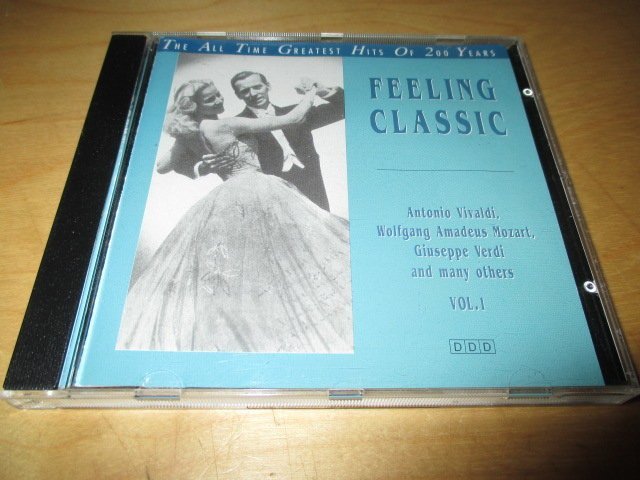 The All Time Greatest Hits Of 200 Years
FEELING
CLASSIC
Antonio Vivaldi,
Wolfgang Amadeus Mozart,
Giuseppe Verdi
and many others
VOL.1
DDD